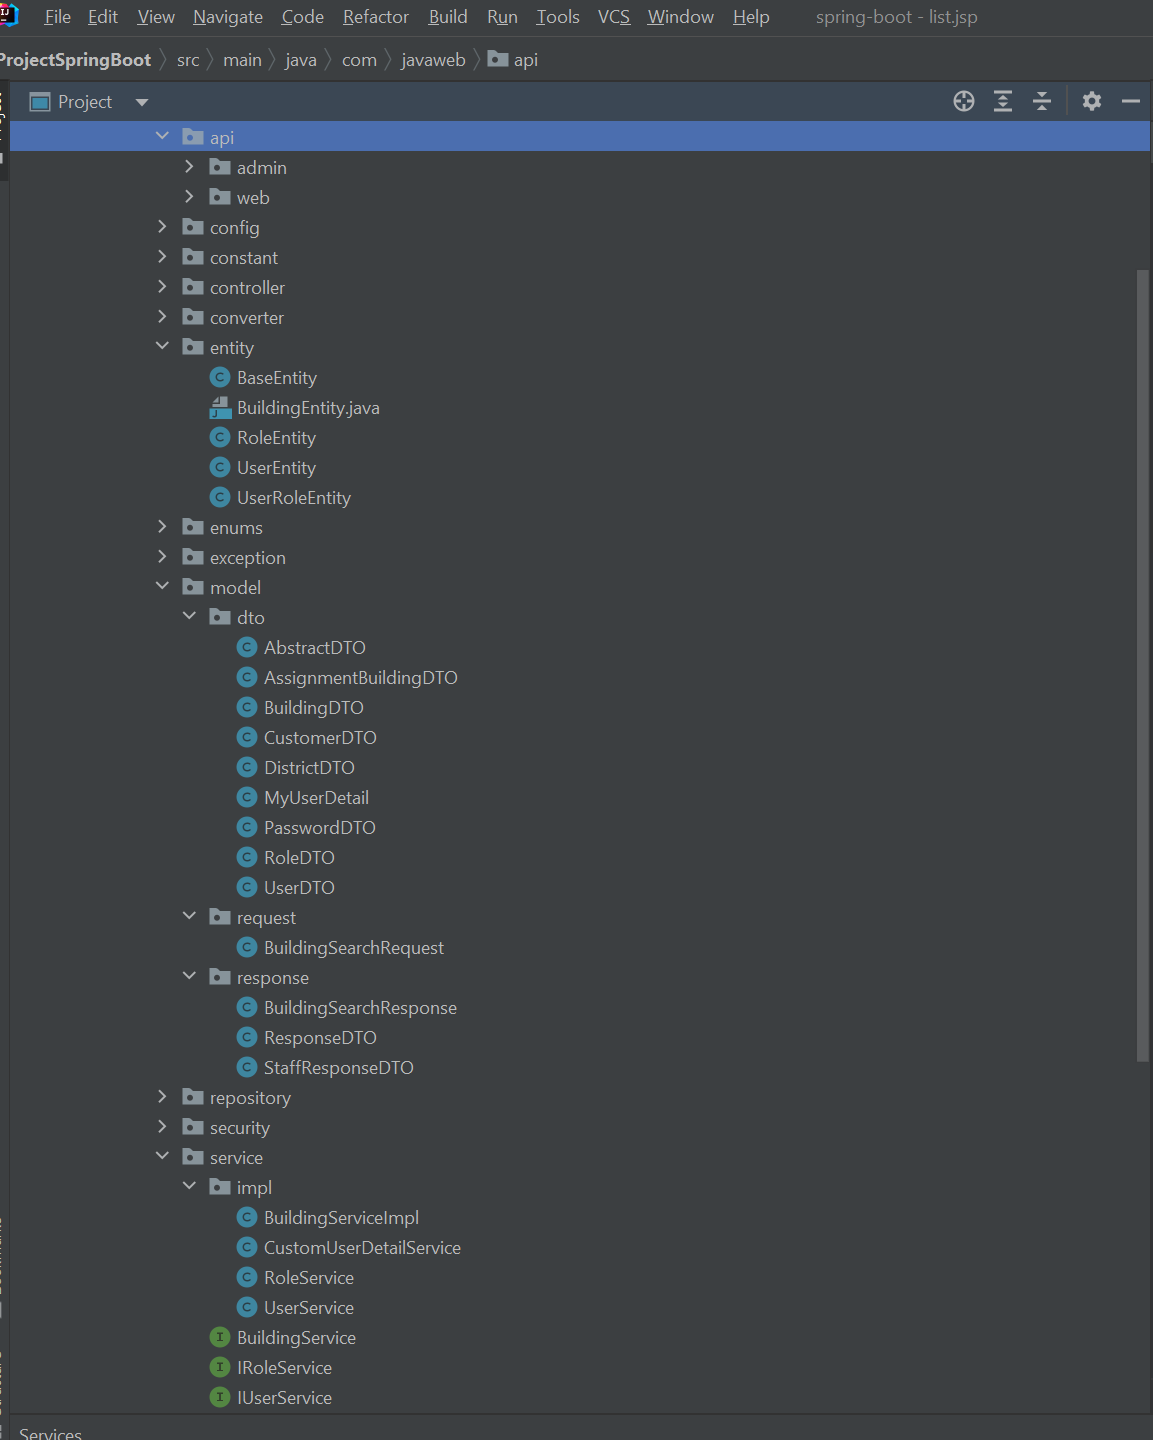 File Edit View Navigate Code Refactor Build Run Tools VCS Window Help spring-boot - list.jsp
ProjectSpringBoot src main java com javaweb api
Project
api
admin
web
config
constant
controller
converter
entity
BaseEntity
BuildingEntity.java
RoleEntity
UserEntity
UserRoleEntity
enums
exception
model
dto
AbstractDTO
AssignmentBuildingDTO
BuildingDTO
CustomerDTO
DistrictDTO
MyUserDetail
PasswordDTO
RoleDTO
UserDTO
request
BuildingSearchRequest
response
BuildingSearchResponse
ResponseDTO
StaffResponseDTO
repository
security
service
impl
BuildingServiceImpl
CustomUserDetailService
RoleService
UserService
BuildingService
IRoleService
IUserService
Services